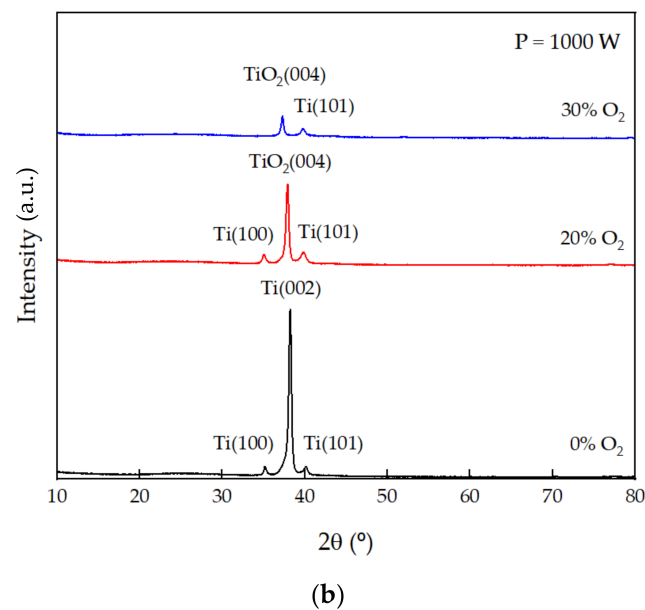 P = 1000 W
TiO₂(004)
Ti(101)
30% O₂
TiO₂(004)
Ti(100)
Ti(101)
20% O₂
Ti(002)
Ti(100)
Ti(101)
0% O₂
Intensity (a.u.)
10 20 30 40 50 60 70 80
2θ (º)
(b)